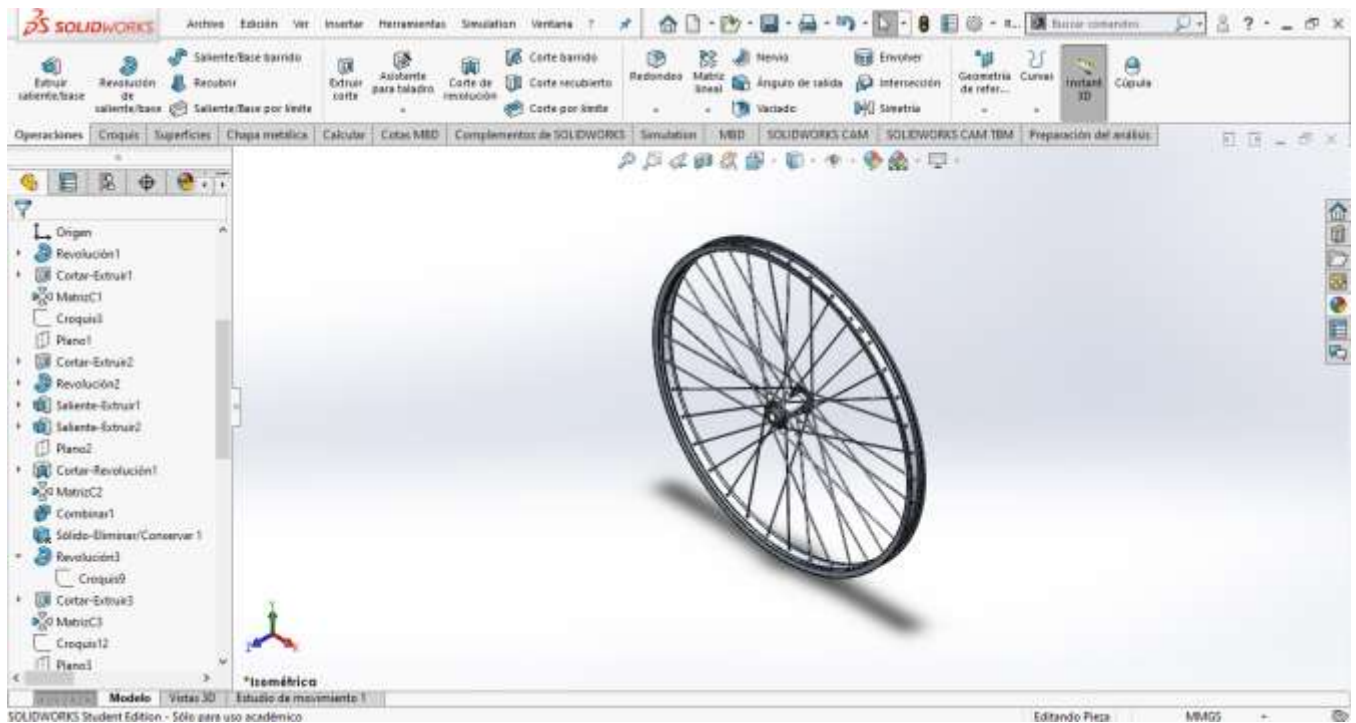 SOLIDWORKS Archivo Edición Ver Insertar Herramientas Simulation Ventana ?
Extruir saliente/base
Revolución de saliente/base
Saliente/Base barrido
Recubrir
Saliente/Base por límite
Extruir corte
Asistente para taladro
Corte de revolución
Corte barrido
Corte recubierto
Corte por límite
Redondeo
Matriz lineal
Nervio
Ángulo de salida
Vaciado
Envolver
Intersección
Simetría
Geometría de refer...
Curvas
Instant 3D
Cúpula
Operaciones Croquis Superficies Chapa metálica Calcular Cotas MBD Complementos de SOLIDWORKS Simulation MBD SOLIDWORKS CAM SOLIDWORKS CAM TBM Preparación del análisis
Origen
Revolución1
Cortar-Extruir1
MatrizC1
Croquis3
Plano1
Cortar-Extruir2
Revolución2
Saliente-Extruir1
Saliente-Extruir2
Plano2
Cortar-Revolución1
MatrizC2
Combinar1
Sólido-Eliminar/Conservar 1
Revolución3
Croquis9
Cortar-Extruir3
MatrizC3
Croquis12
Plano3
*Isométrica
Modelo Vistas 3D Estudio de movimiento 1
SOLIDWORKS Student Edition - Sólo para uso académico
Editando Pieza MMGS